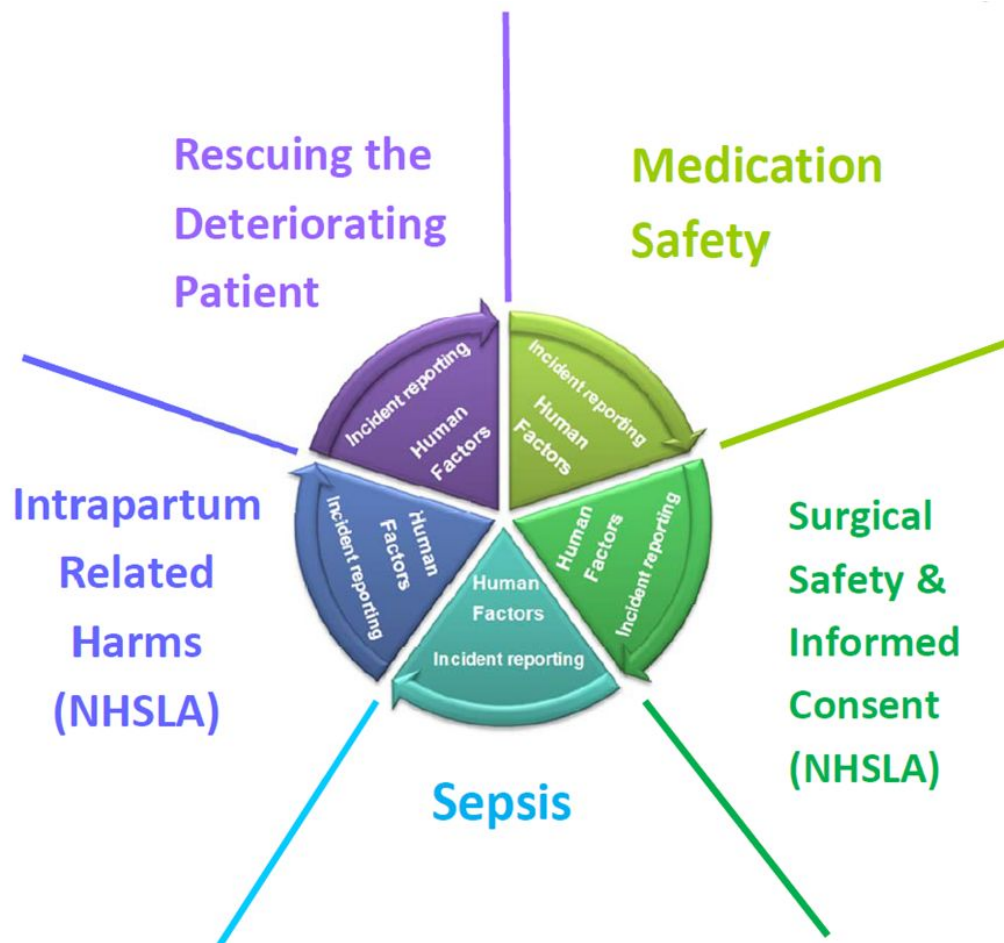 Rescuing the
Deteriorating
Patient
Medication
Safety
Incident reporting
Human
Factors
Incident reporting
Human
Factors
Intrapartum
Related
Harms
(NHSLA)
Human
Factors
Incident reporting
Human
Factors
Incident reporting
Human
Factors
Incident reporting
Surgical
Safety &
Informed
Consent
(NHSLA)
Sepsis